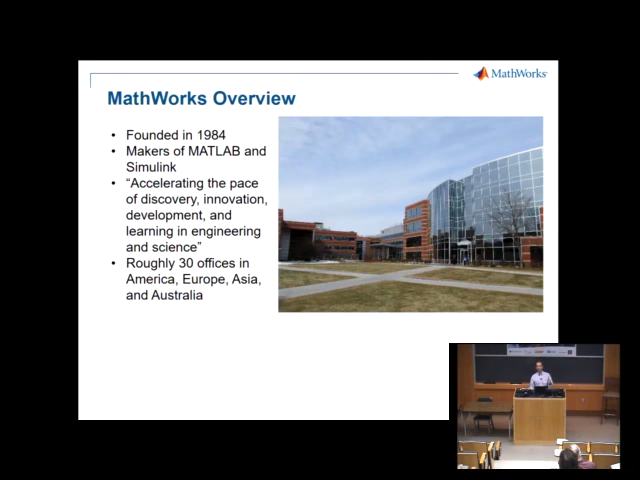 MathWorks
MathWorks Overview
• Founded in 1984
• Makers of MATLAB and
Simulink
• “Accelerating the pace
of discovery, innovation,
development, and
learning in engineering
and science”
• Roughly 30 offices in
America, Europe, Asia,
and Australia